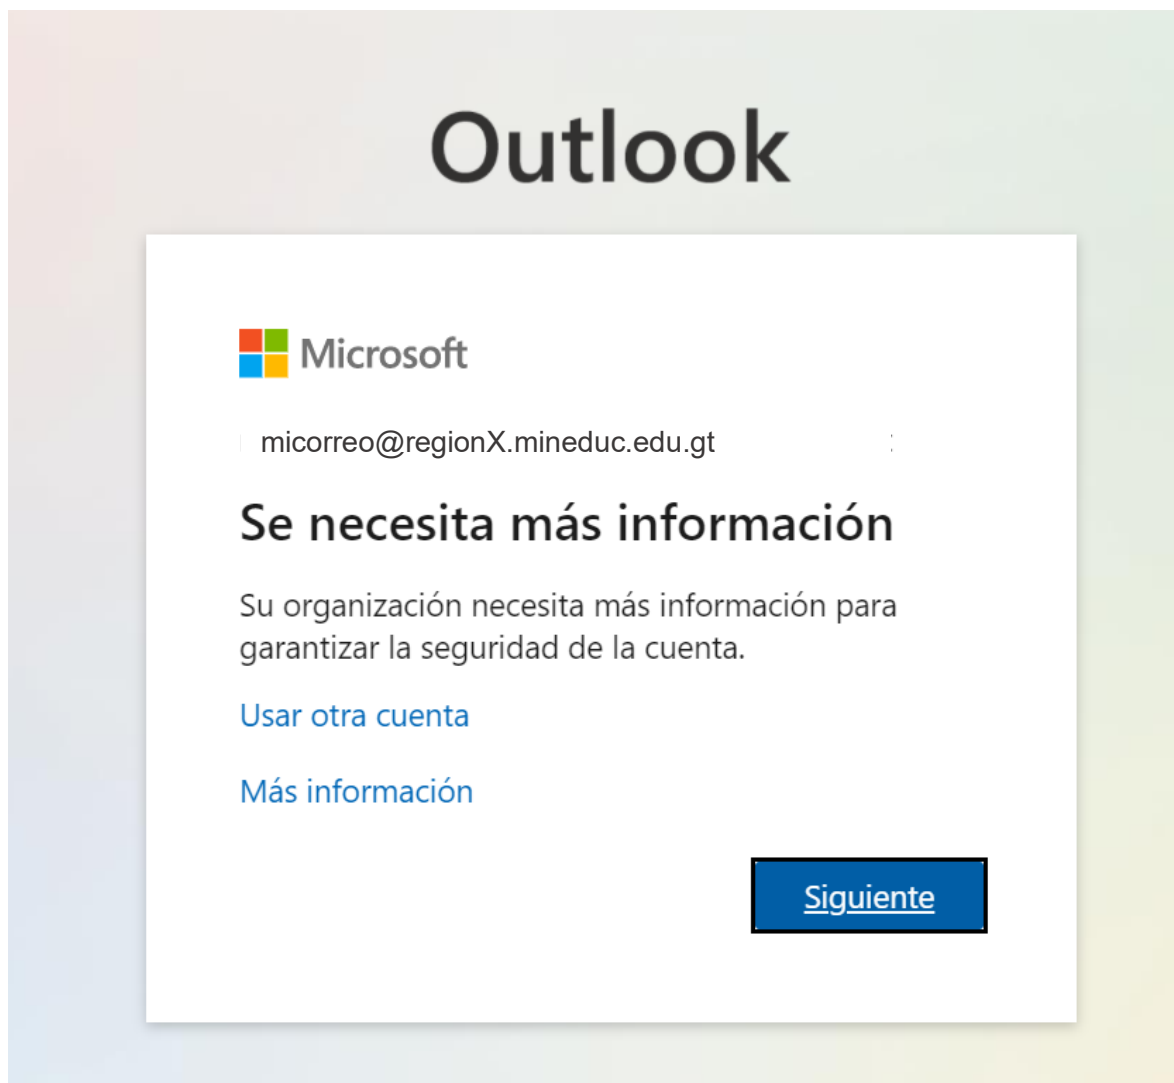 Outlook
Microsoft
micorreo@regionX.mineduc.edu.gt
Se necesita más información
Su organización necesita más información para
garantizar la seguridad de la cuenta.
Usar otra cuenta
Más información
Siguiente